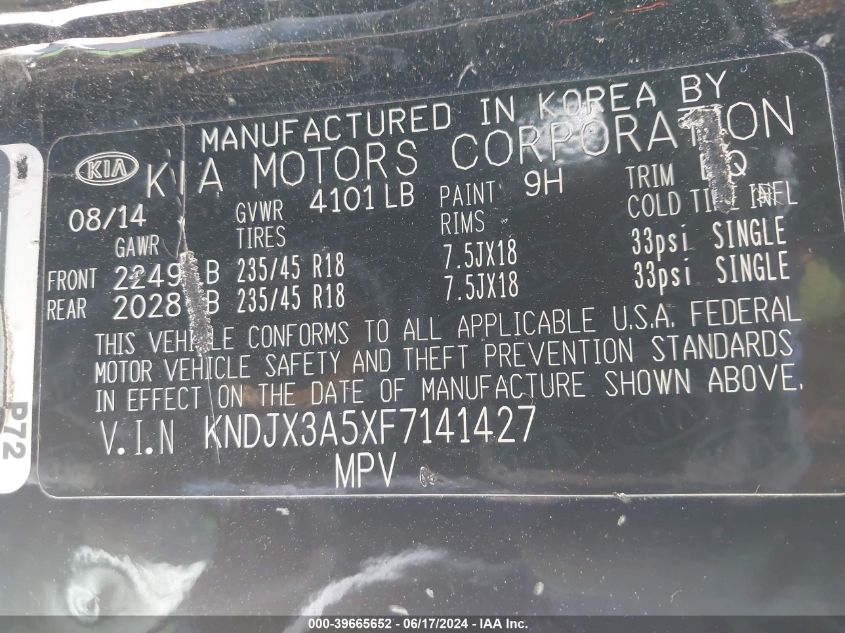 MANUFACTURED IN KOREA BY
KIA KIA MOTORS CORPORATION
08/14 GVWR 4101 LB PAINT 9H TRIM
GAWR TIRES RIMS COLD TIRE INFL
FRONT 2249 B 235/45 R18 7.5JX18 33psi SINGLE
REAR 2028 B 235/45 R18 7.5JX18 33psi SINGLE
THIS VEHICLE CONFORMS TO ALL APPLICABLE U.S.A. FEDERAL
MOTOR VEHICLE SAFETY AND THEFT PREVENTION STANDARDS
IN EFFECT ON THE DATE OF MANUFACTURE SHOWN ABOVE.
V.I.N KNDJX3A5XF7141427
MPV
P72
000-39665652 / 06/17/2024 - IAA Inc.